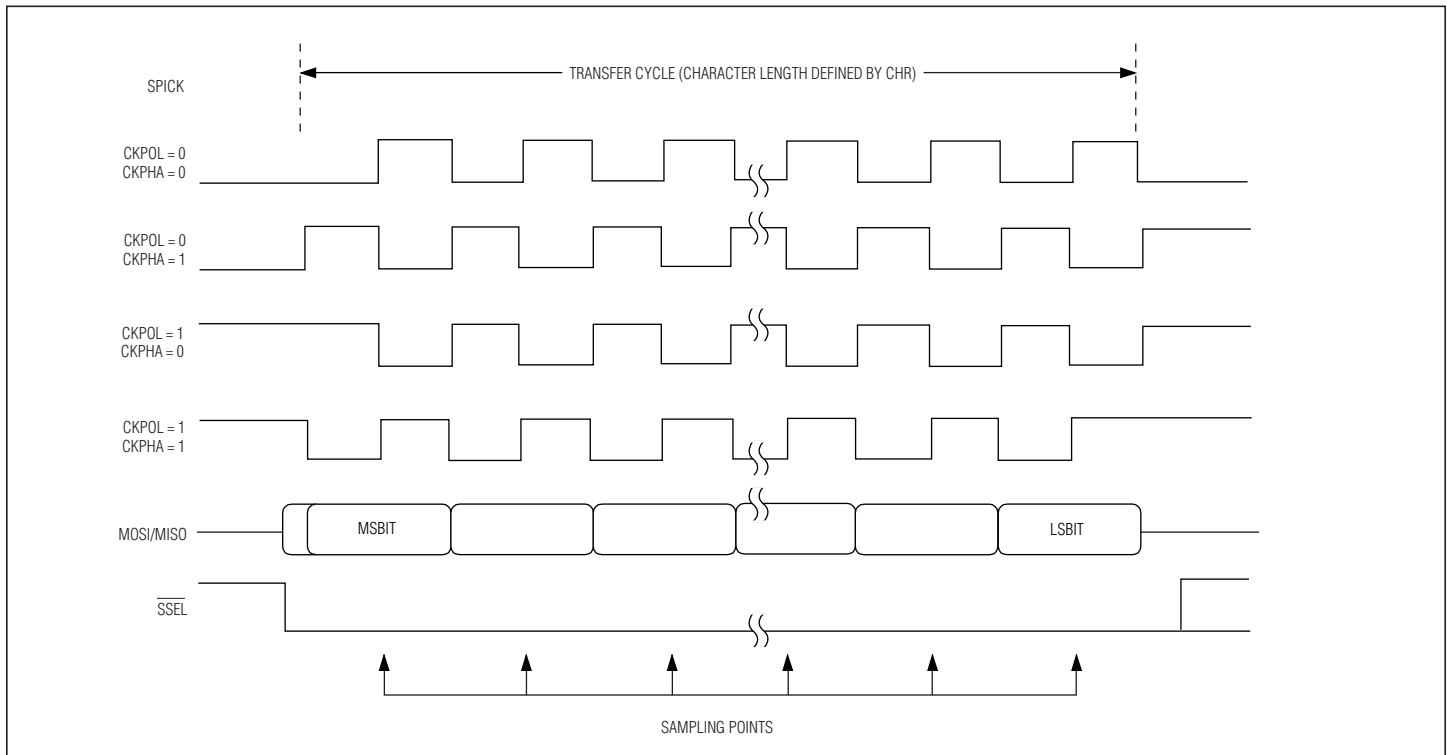 TRANSFER CYCLE (CHARACTER LENGTH DEFINED BY CHR)
SPICK
CKPOL = 0
CKPHA = 0
CKPOL = 0
CKPHA = 1
CKPOL = 1
CKPHA = 0
CKPOL = 1
CKPHA = 1
MOSI/MISO
MSBIT
LSBIT
SSEL
SAMPLING POINTS